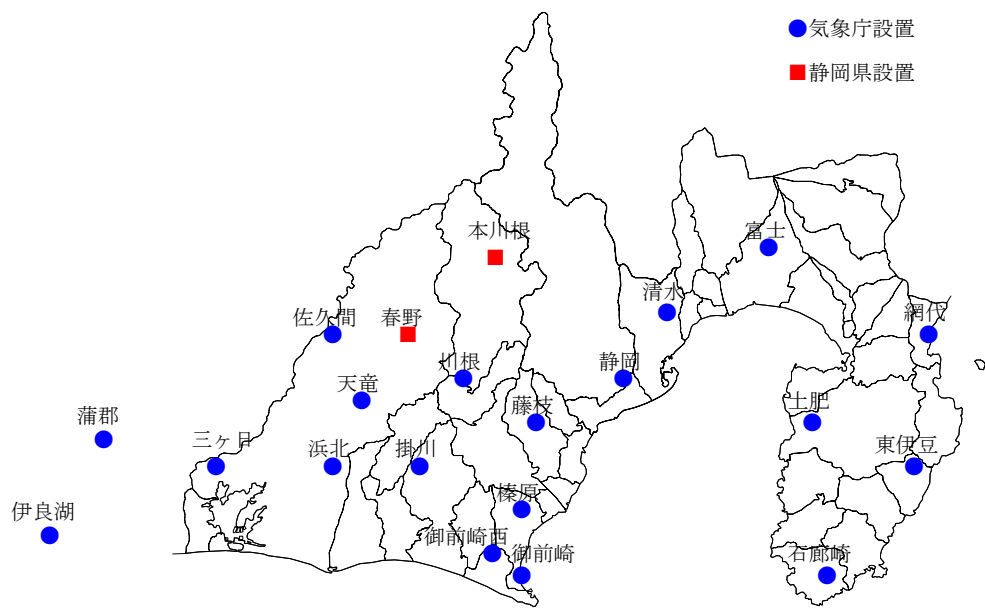 気象庁設置
静岡県設置
本川根
富士
清水
佐久間
春野
網代
川根
静岡
天竜
藤枝
土肥
蒲郡
三ヶ日
浜北
掛川
東伊豆
榛原
伊良湖
御前崎西
御前崎
石廊崎